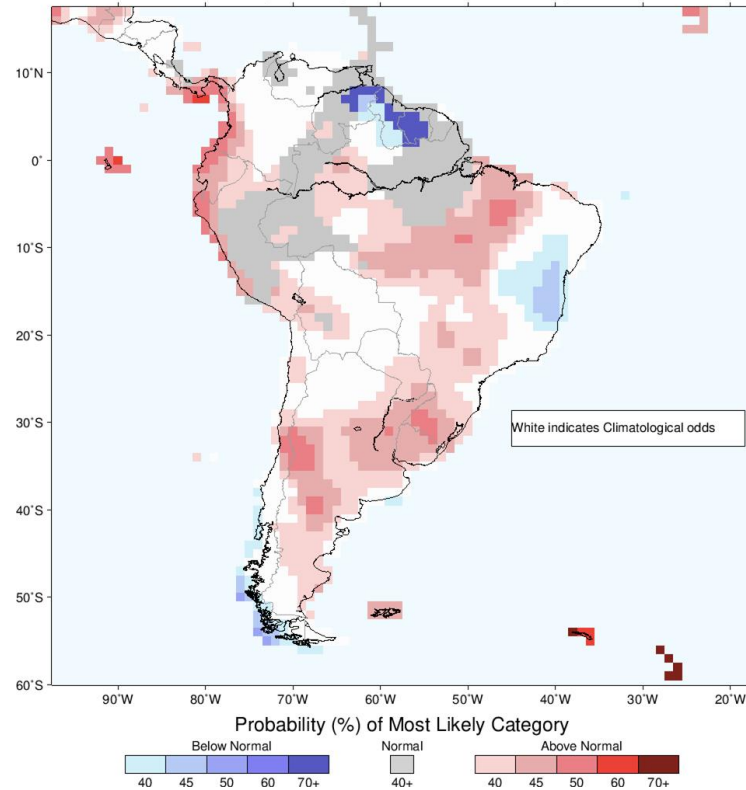 10°N
0°
10°S
20°S
30°S
White indicates Climatological odds
40°S
50°S
60°S
90°W 80°W 70°W 60°W 50°W 40°W 30°W 20°W
Probability (%) of Most Likely Category
Below Normal Normal Above Normal
40 45 50 60 70+ 40+ 40 45 50 60 70+